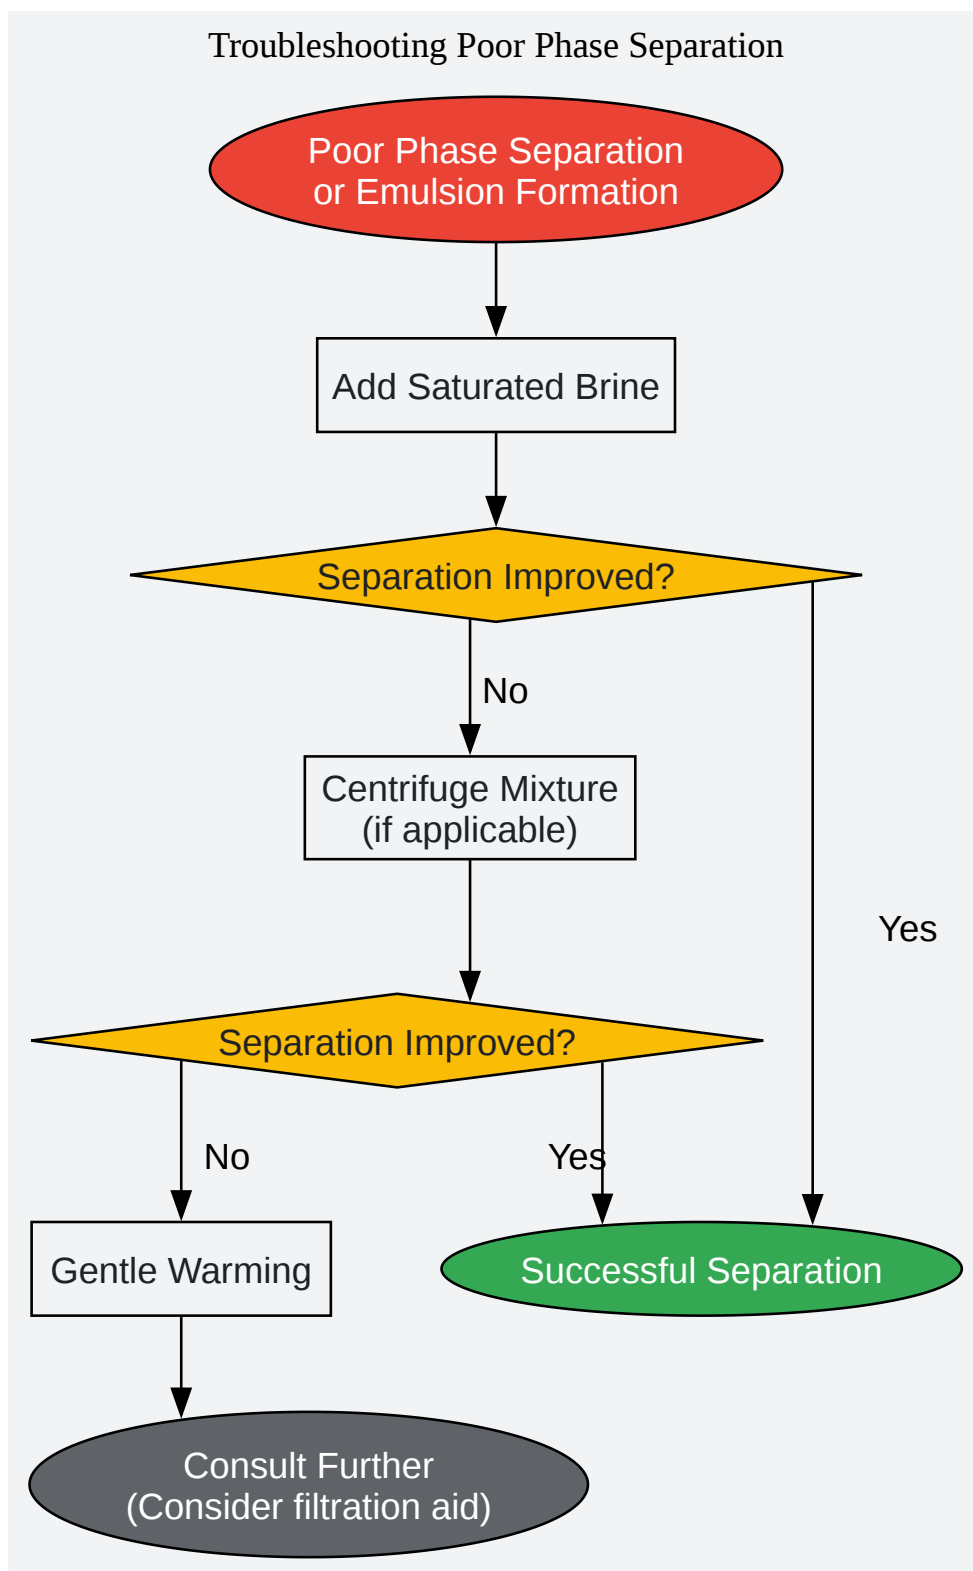 Troubleshooting Poor Phase Separation
Poor Phase Separation
or Emulsion Formation
Add Saturated Brine
Separation Improved?
No
Centrifuge Mixture
(if applicable)
Yes
Separation Improved?
No
Yes
Gentle Warming
Successful Separation
Consult Further
(Consider filtration aid)